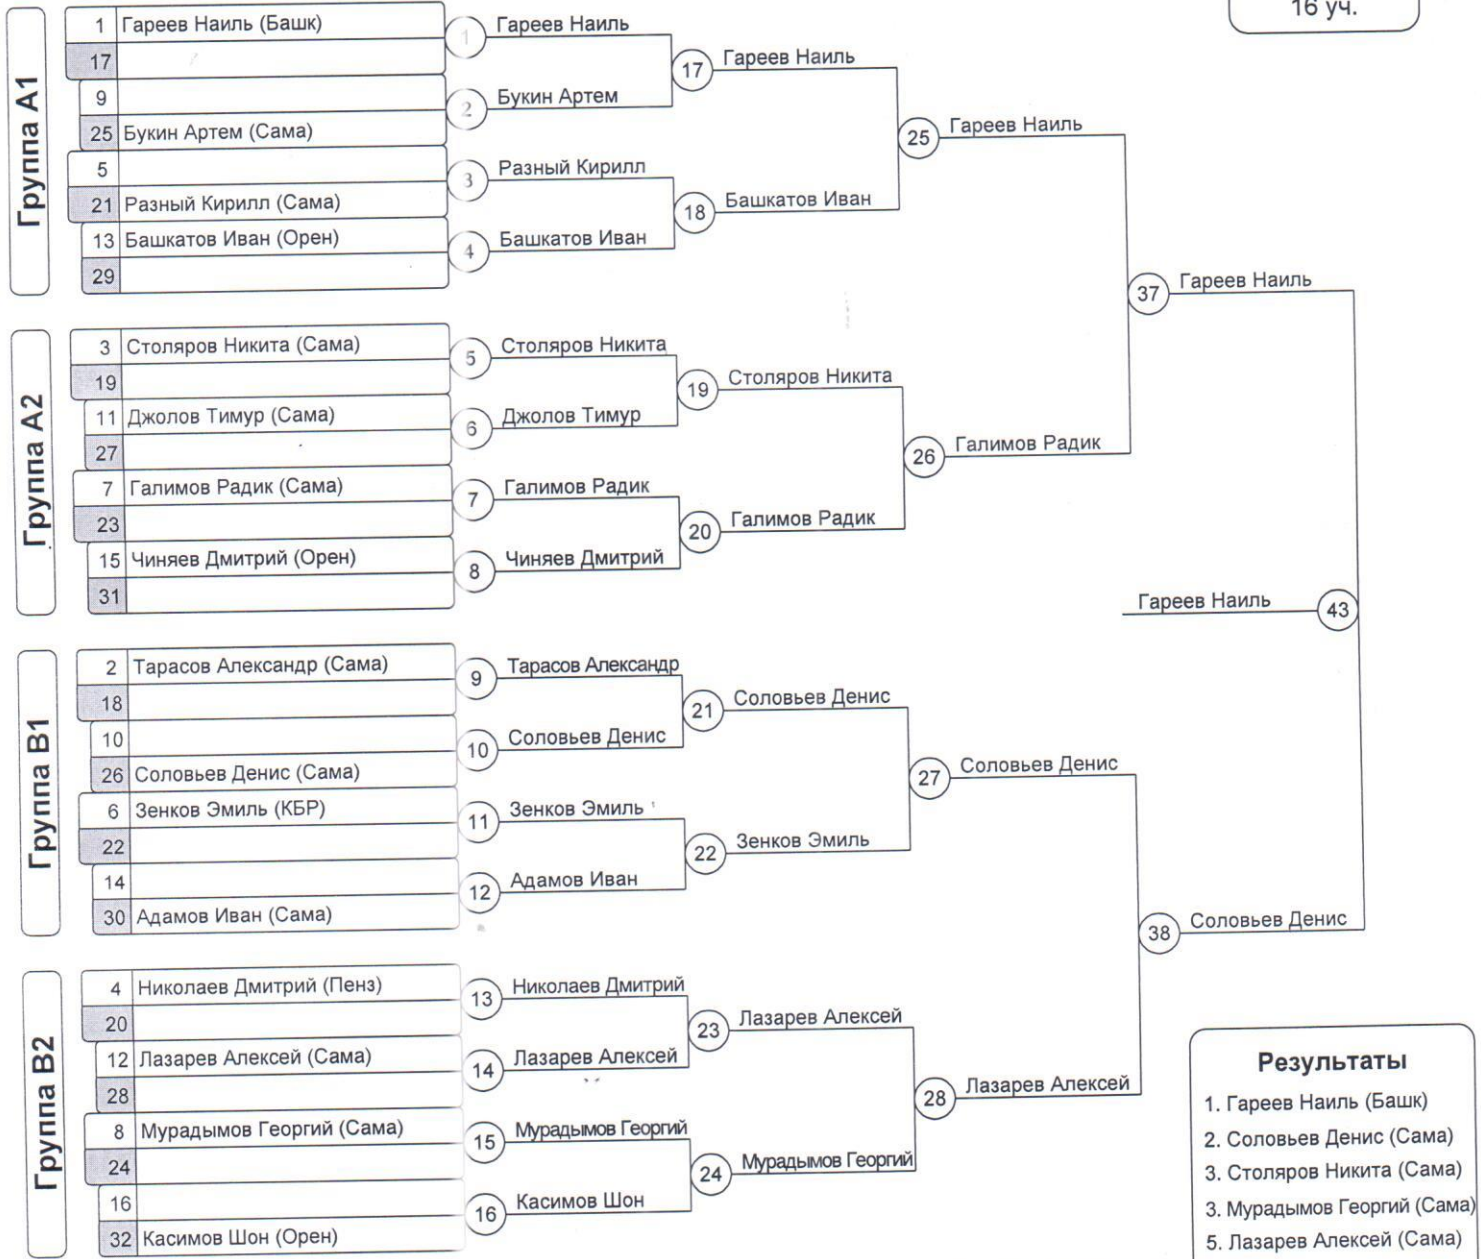 16 уч.
Группа А1
1 Гареев Наиль (Башк)
17
9
25 Букин Артем (Сама)
5
21 Разный Кирилл (Сама)
13 Башкатов Иван (Орен)
29
1 Гареев Наиль
2 Букин Артем
3 Разный Кирилл
4 Башкатов Иван
17 Гареев Наиль
18 Башкатов Иван
25 Гареев Наиль
Группа А2
3 Столяров Никита (Сама)
19
11 Джолов Тимур (Сама)
27
7 Галимов Радик (Сама)
23
15 Чиняев Дмитрий (Орен)
31
5 Столяров Никита
6 Джолов Тимур
7 Галимов Радик
8 Чиняев Дмитрий
19 Столяров Никита
20 Галимов Радик
26 Галимов Радик
37 Гареев Наиль
Гареев Наиль 43
Группа В1
2 Тарасов Александр (Сама)
18
10
26 Соловьев Денис (Сама)
6 Зенков Эмиль (КБР)
22
14
30 Адамов Иван (Сама)
9 Тарасов Александр
10 Соловьев Денис
11 Зенков Эмиль
12 Адамов Иван
21 Соловьев Денис
22 Зенков Эмиль
27 Соловьев Денис
Группа В2
4 Николаев Дмитрий (Пенз)
20
12 Лазарев Алексей (Сама)
28
8 Мурадымов Георгий (Сама)
24
16
32 Касимов Шон (Орен)
13 Николаев Дмитрий
14 Лазарев Алексей
15 Мурадымов Георгий
16 Касимов Шон
23 Лазарев Алексей
24 Мурадымов Георгий
28 Лазарев Алексей
38 Соловьев Денис
Результаты
1. Гареев Наиль (Башк)
2. Соловьев Денис (Сама)
3. Столяров Никита (Сама)
3. Мурадымов Георгий (Сама)
5. Лазарев Алексей (Сама)